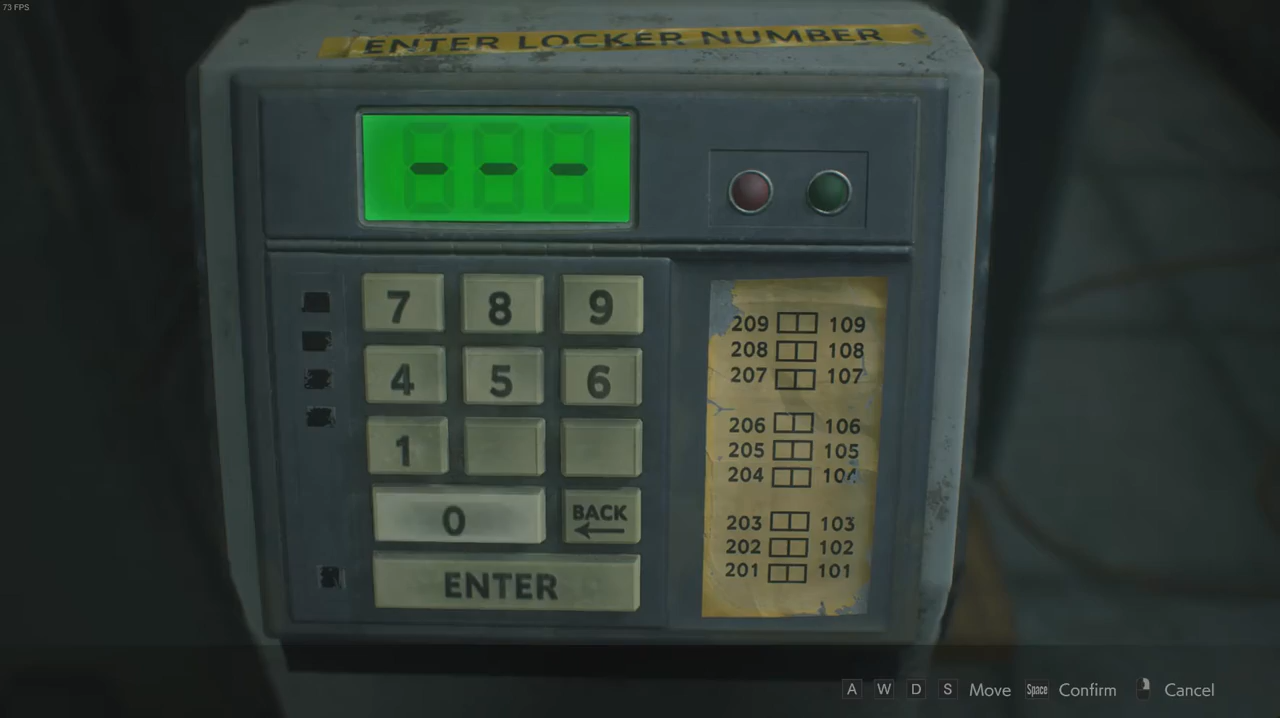 73 FPS
ENTER LOCKER NUMBER
- - -
7 8 9
4 5 6
1
0 BACK
ENTER
209 109
208 108
207 107
206 106
205 105
204 104
203 103
202 102
201 101
A W D S Move Space Confirm Cancel